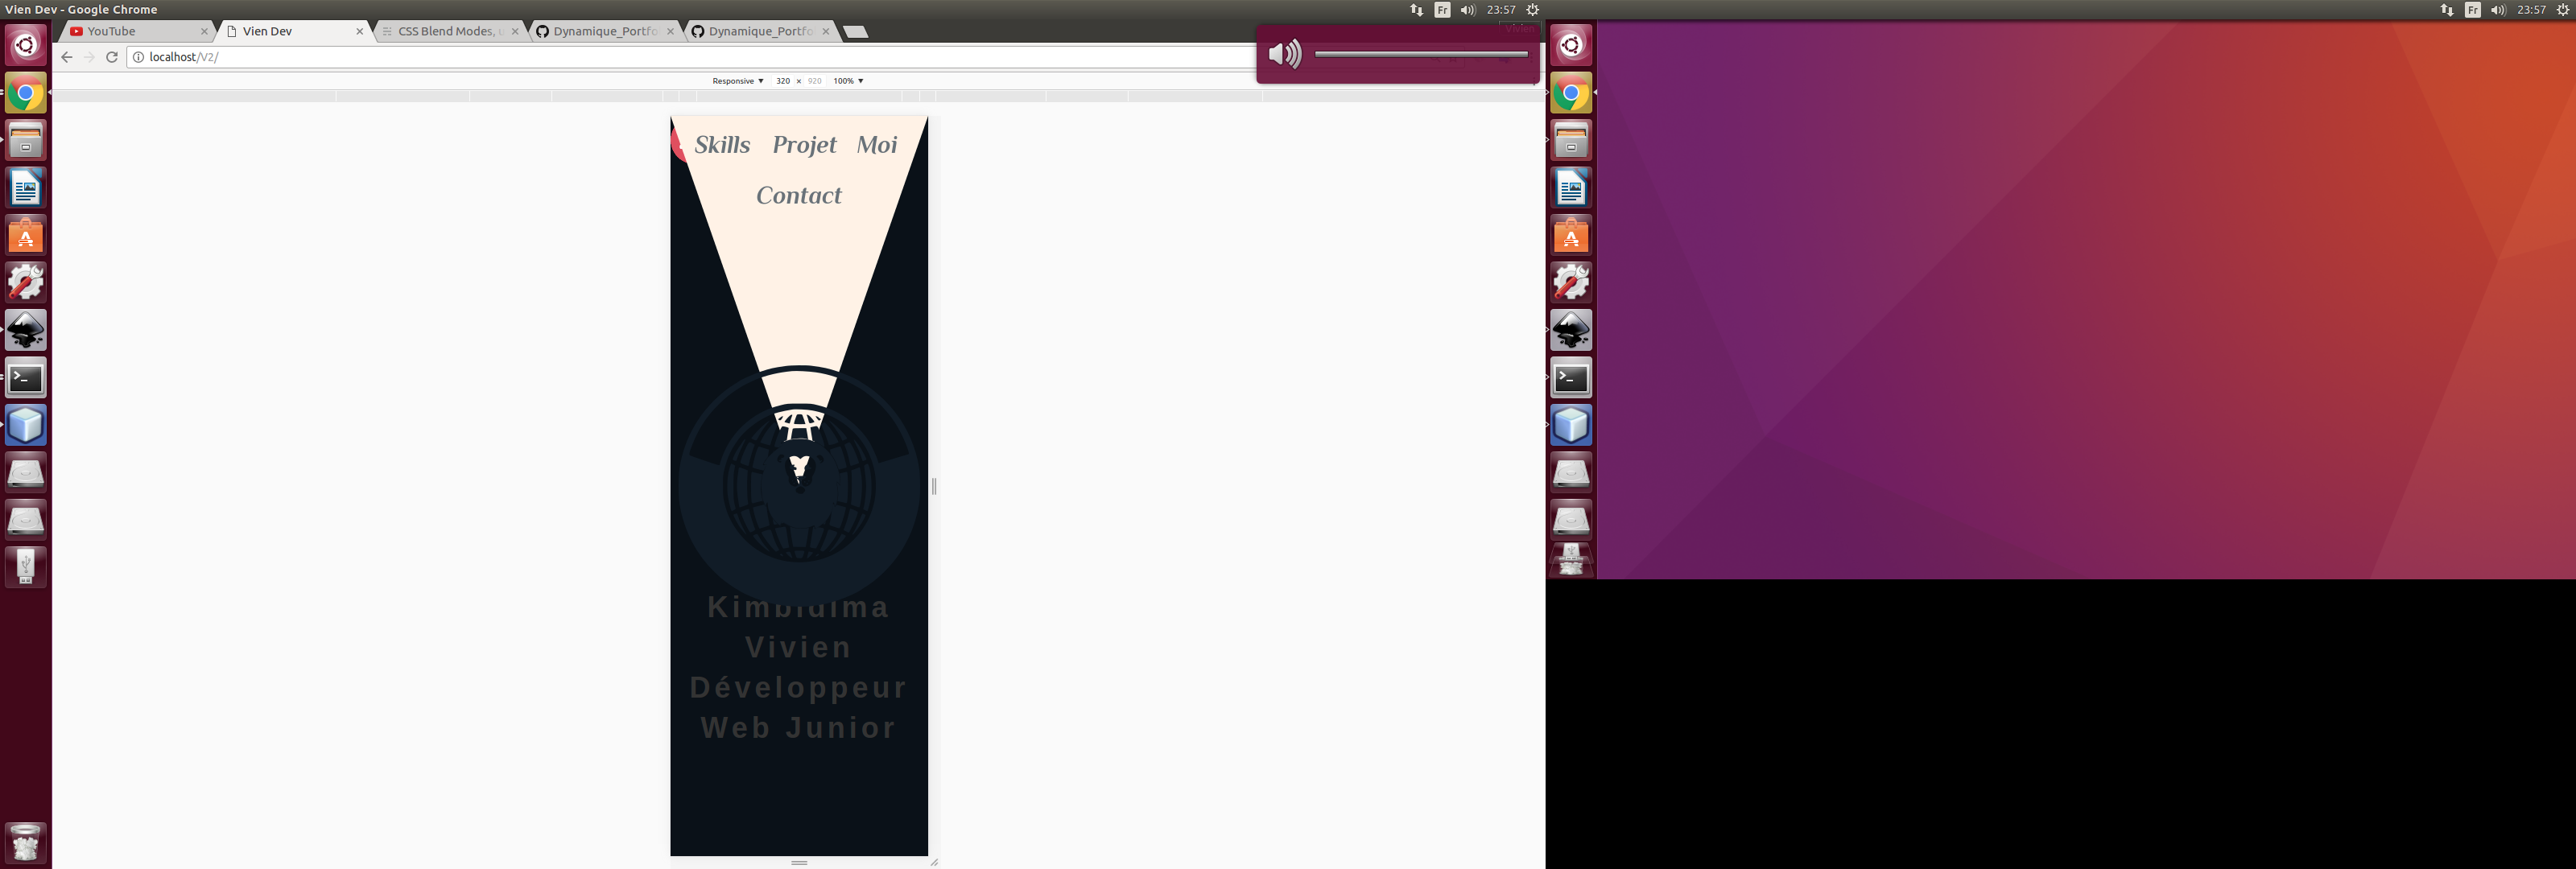 Vien Dev - Google Chrome
Fr
23:57
Fr
23:57
YouTube
Vien Dev
CSS Blend Modes,
Dynamique_Portfo
Dynamique_Portfo
Vivien
localhost/V2/
Responsive ▼ 320 × 920 100% ▼
Skills Projet Moi
Contact
Kimbidima
Vivien
Développeur
Web Junior